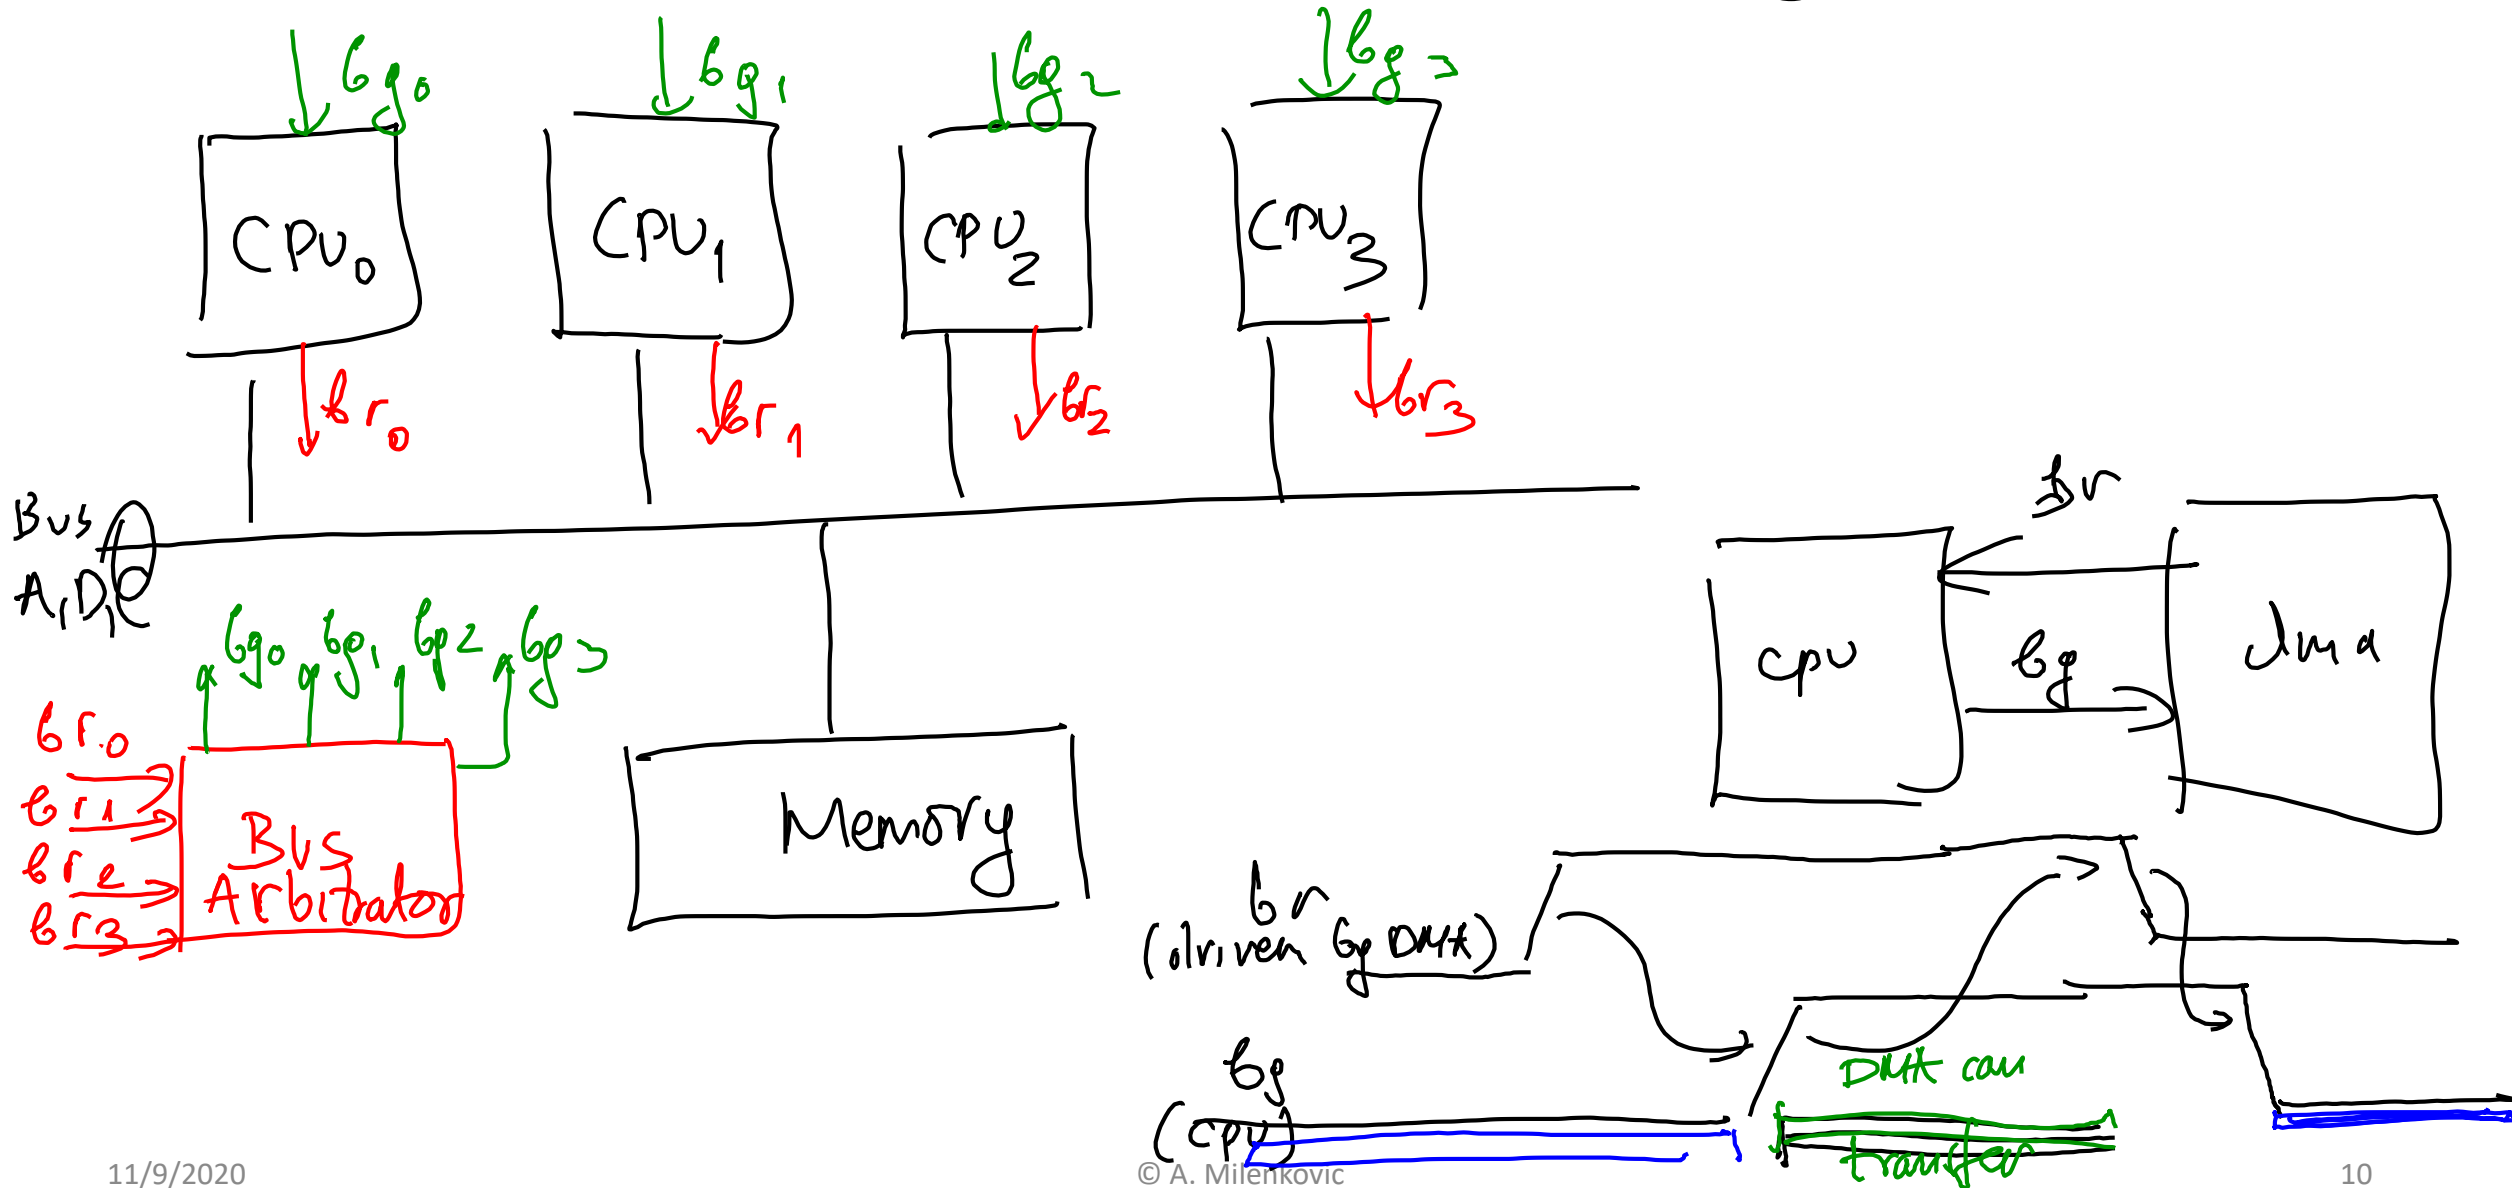 bg0 bg1 bg2 bg3
CPU0 CPU1 CPU2 CPU3
br0 br1 br2 br3
Bus
br
bg0 bg1 bg2 bg3
CPU bg DMA
br0
br1
br2
br3
Bus
Arbiter
Memory
br
(driven by DMA)
bg
(CPU)
DMA can
transfer
11/9/2020 © A. Milenkovic 10